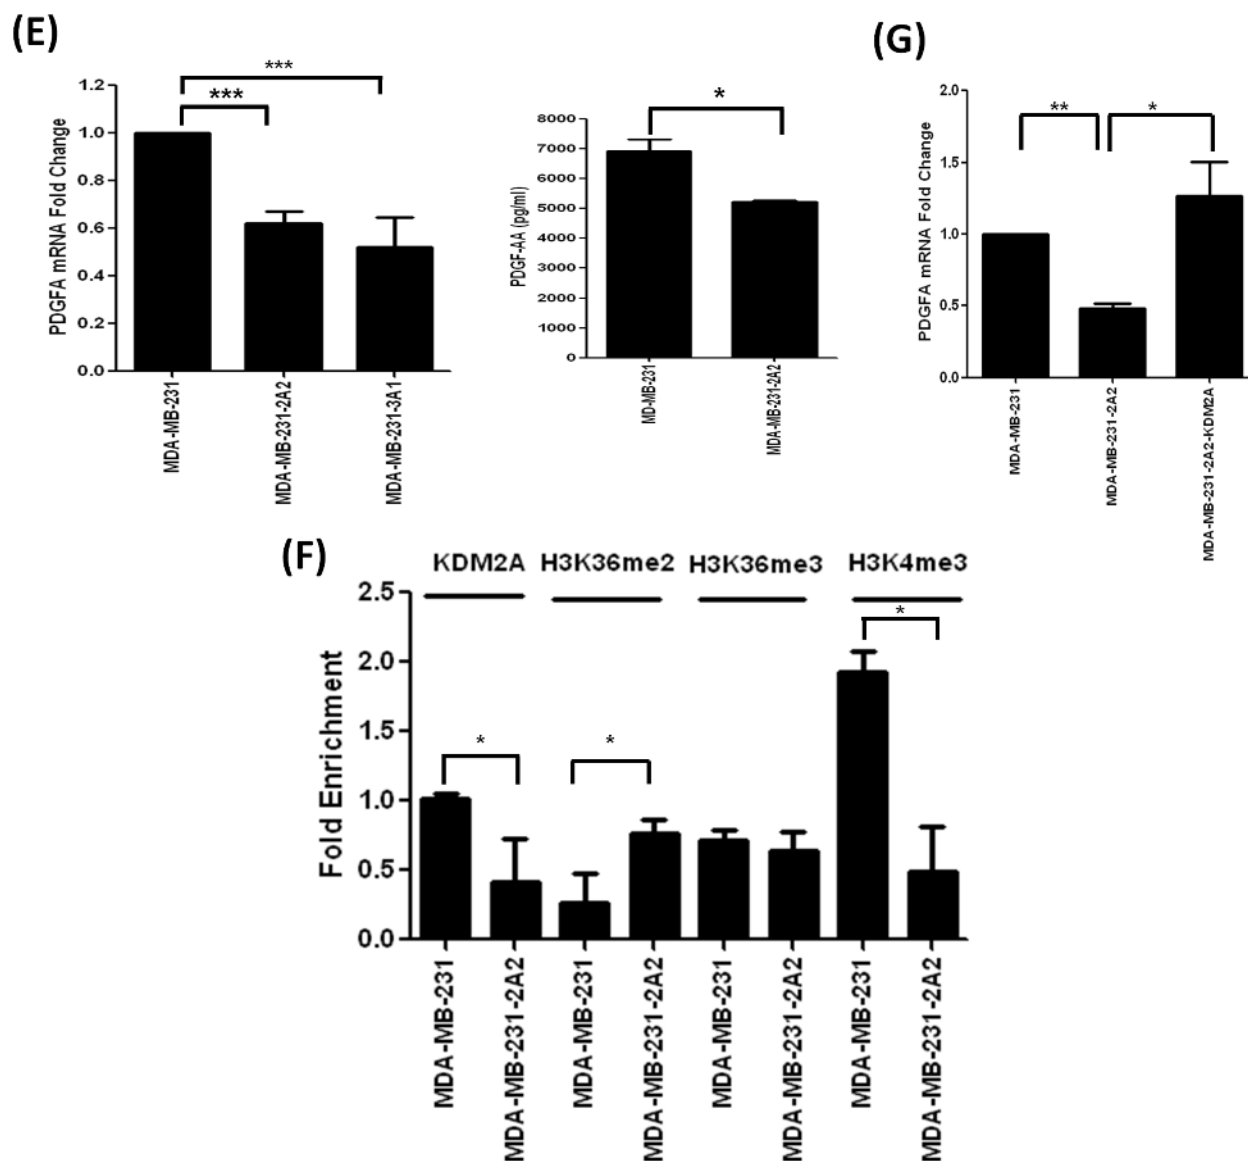 (E)
PDGFA mRNA Fold Change
1.2
1.0
0.8
0.6
0.4
0.2
0.0
***
***
MDA-MB-231
MDA-MB-231-2A2
MDA-MB-231-3A1
PDGF-AA (pg/ml)
8000
7000
6000
5000
4000
3000
2000
1000
0
*
MD-MB-231
MDA-MB-231-2A2
(G)
PDGFA mRNA Fold Change
2.0
1.5
1.0
0.5
0.0
**
*
MDA-MB-231
MDA-MB-231-2A2
MDA-MB-231-2A2-KDM2A
(F)
KDM2A H3K36me2 H3K36me3 H3K4me3
Fold Enrichment
2.5
2.0
1.5
1.0
0.5
0.0
*
*
*
MDA-MB-231
MDA-MB-231-2A2
MDA-MB-231
MDA-MB-231-2A2
MDA-MB-231
MDA-MB-231-2A2
MDA-MB-231
MDA-MB-231-2A2